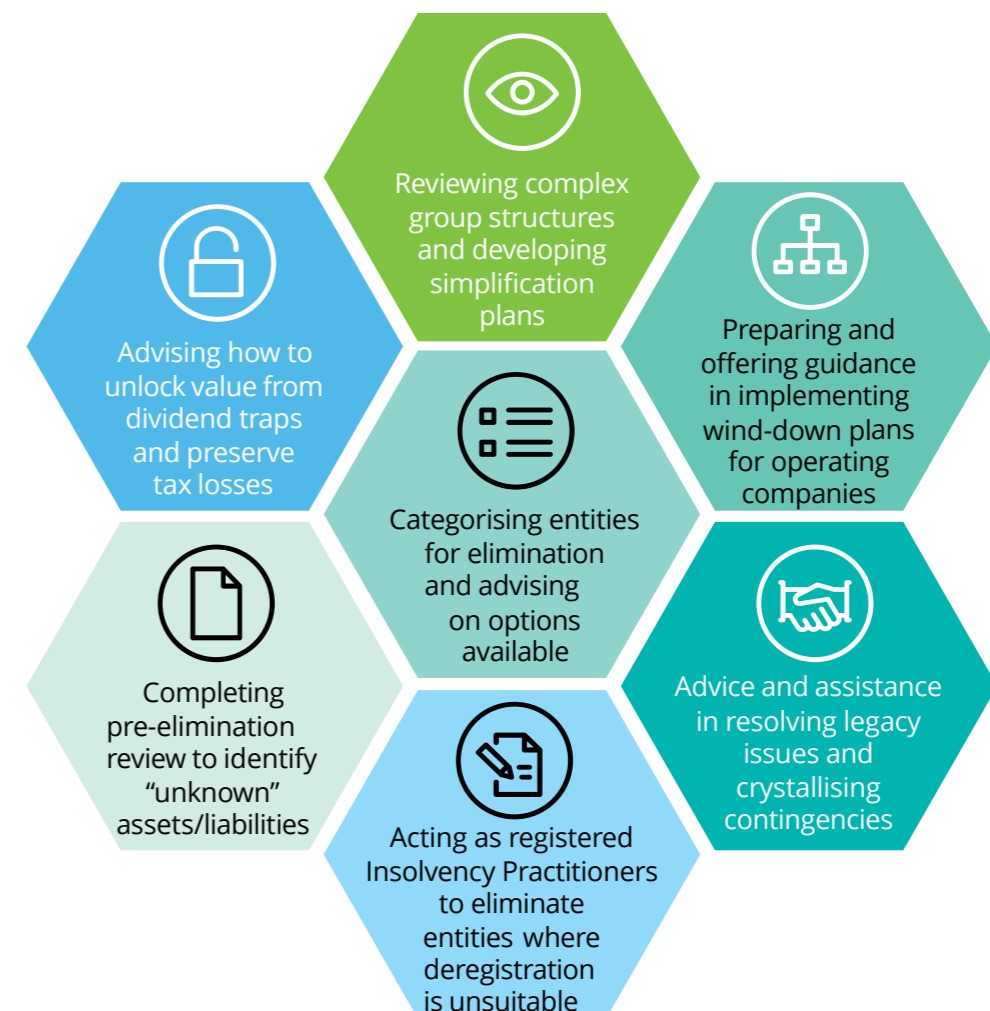 Reviewing complex
group structures
and developing
simplification
plans
Advising how to
unlock value from
dividend traps
and preserve
tax losses
Preparing and
offering guidance
in implementing
wind-down plans
for operating
companies
Categorising entities
for elimination
and advising
on options
available
Completing
pre-elimination
review to identify
“unknown”
assets/liabilities
Advice and assistance
in resolving legacy
issues and
crystallising
contingencies
Acting as registered
Insolvency Practitioners
to eliminate
entities where
deregistration
is unsuitable